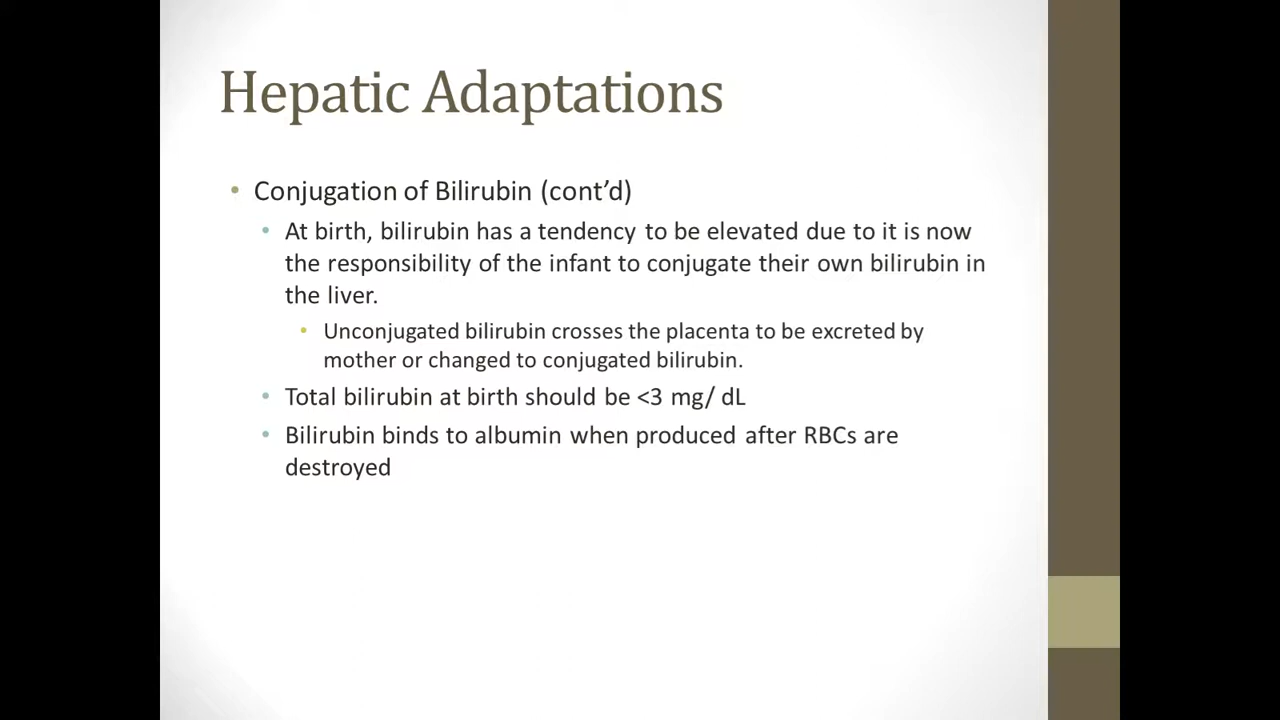 Hepatic Adaptations
• Conjugation of Bilirubin (cont’d)
• At birth, bilirubin has a tendency to be elevated due to it is now
the responsibility of the infant to conjugate their own bilirubin in
the liver.
• Unconjugated bilirubin crosses the placenta to be excreted by
mother or changed to conjugated bilirubin.
• Total bilirubin at birth should be <3 mg/ dL
• Bilirubin binds to albumin when produced after RBCs are
destroyed